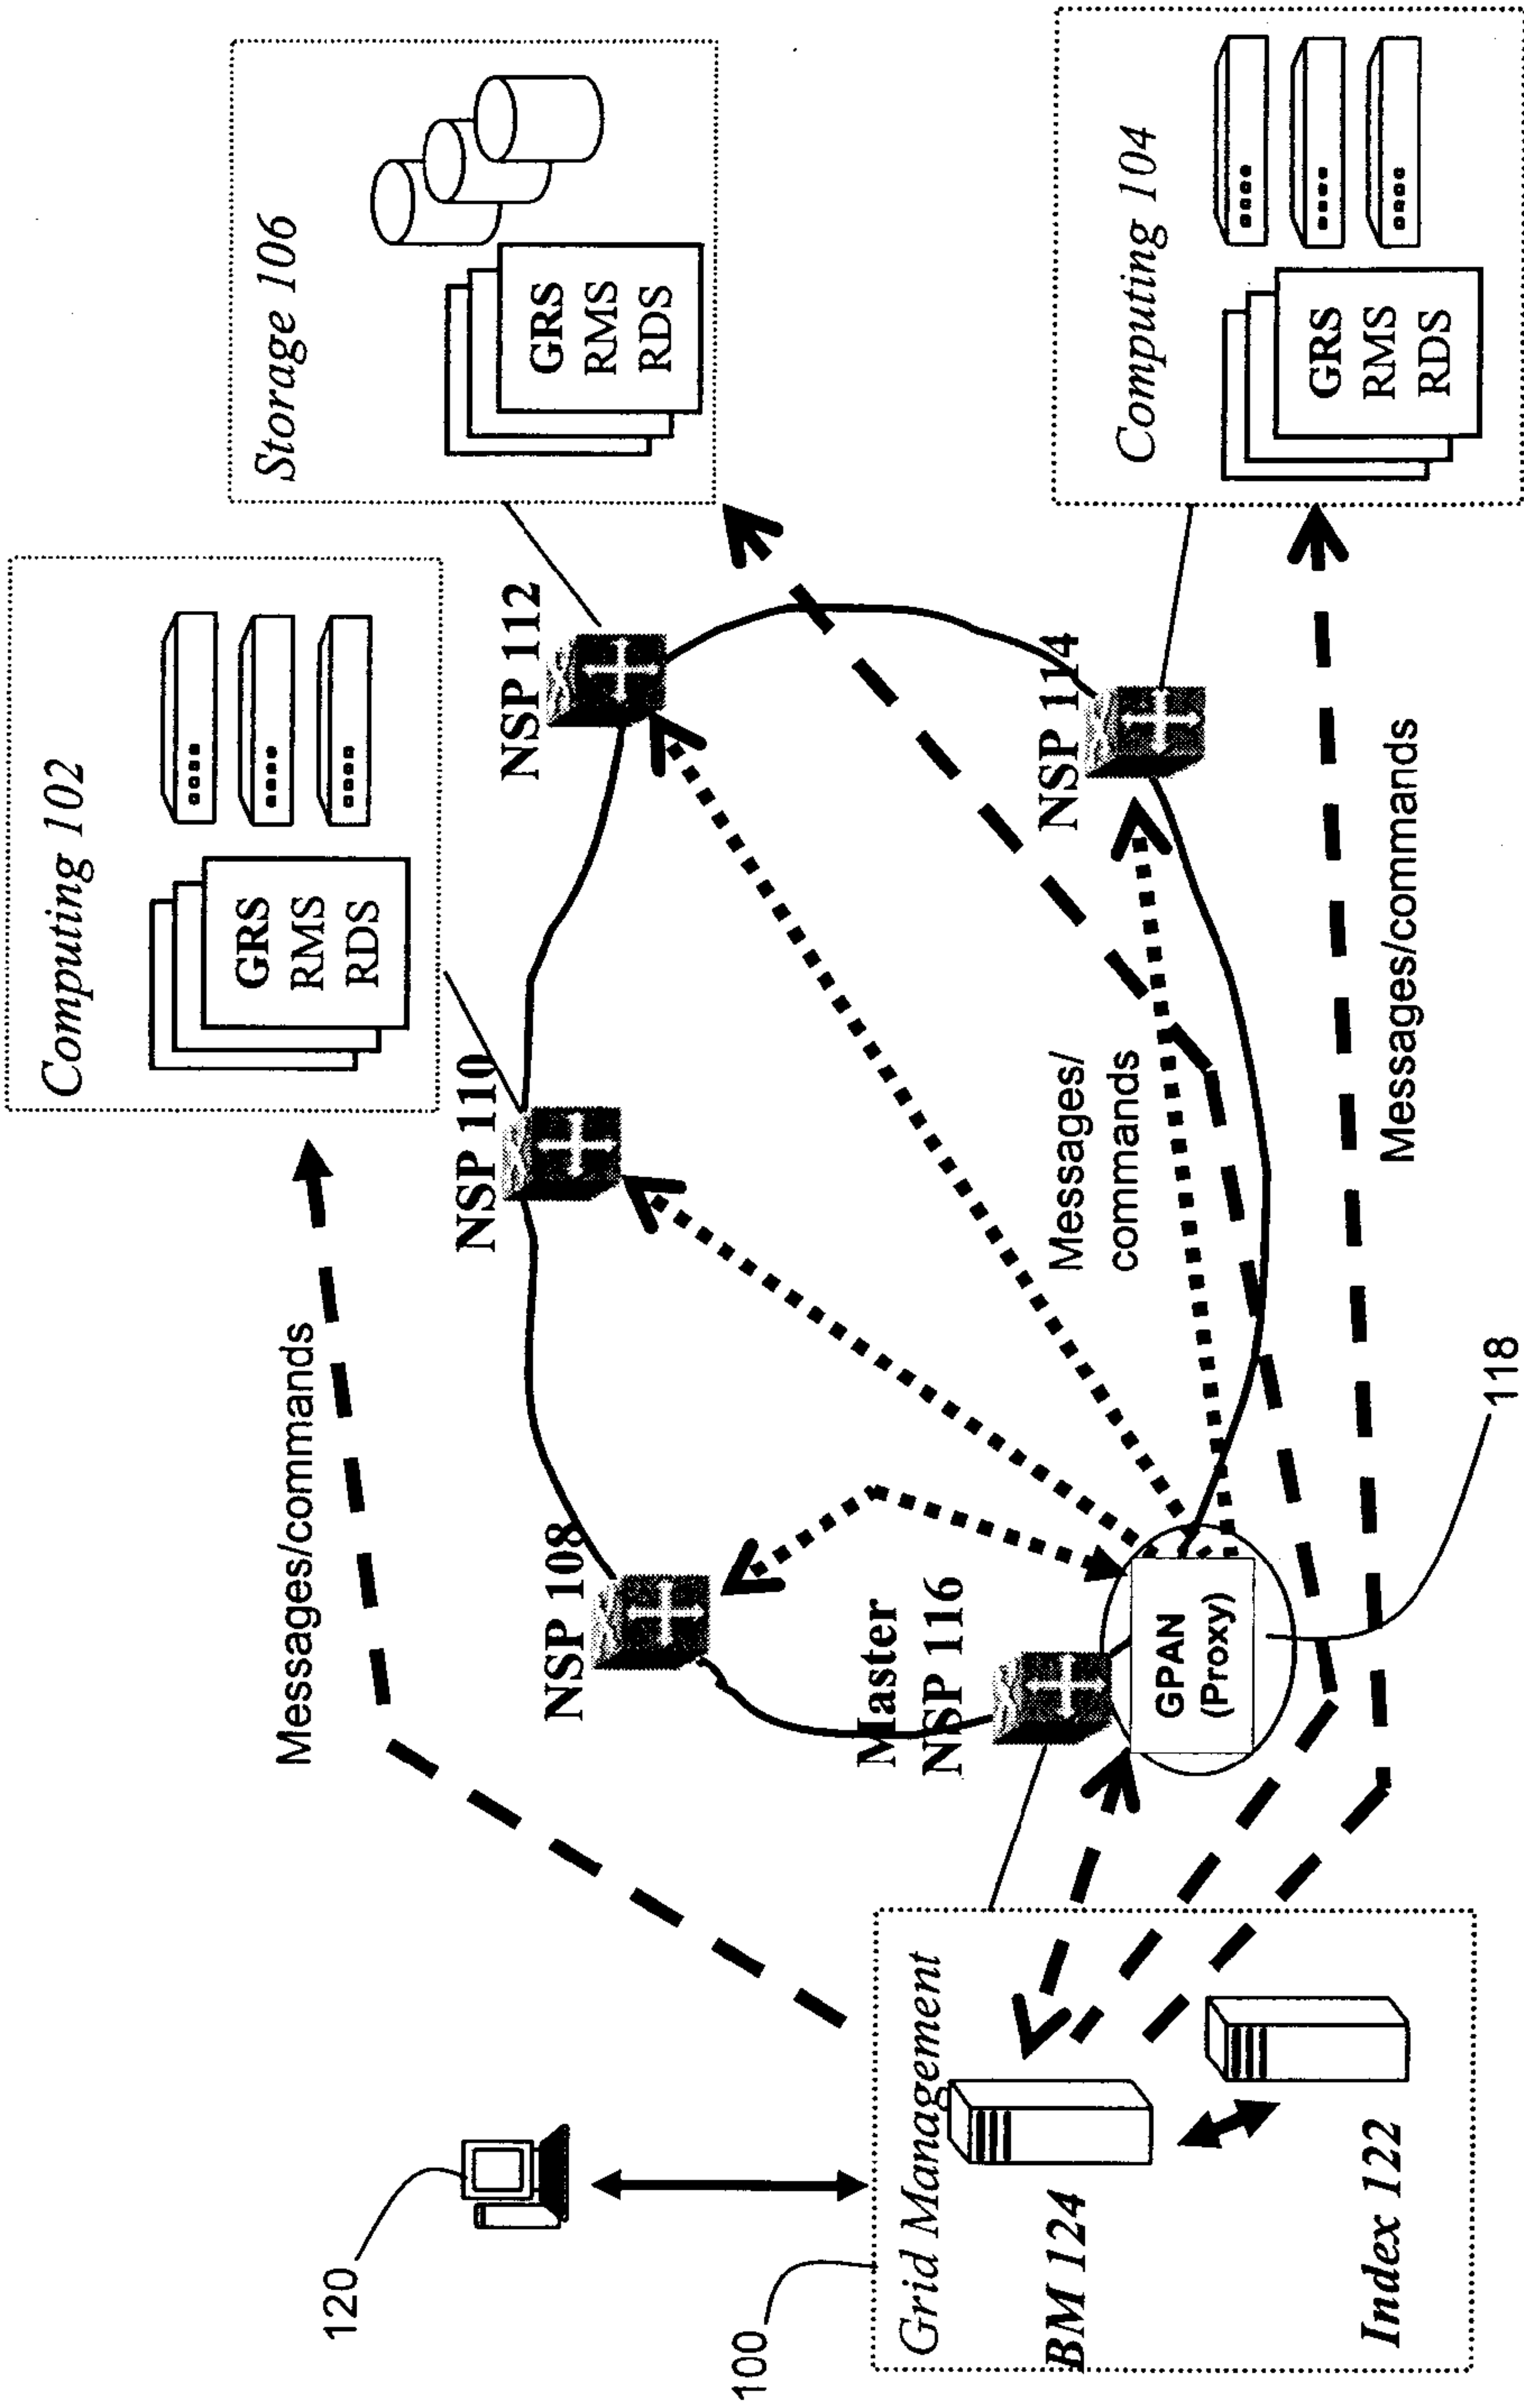 120
100
Grid Management
BM 124
Index 122
Messages/commands
Computing 102
GRS
RMS
RDS
NSP 108
NSP 110
NSP 112
Storage 106
GRS
RMS
RDS
Master
NSP 116
GPAN
(Proxy)
Messages/
commands
NSP 114
Computing 104
GRS
RMS
RDS
Messages/commands
118